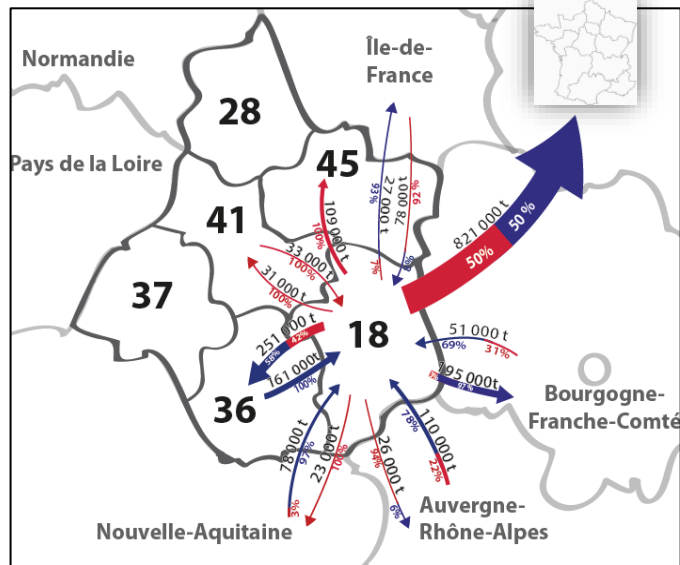 Normandie
Île-de-
France
28
Pays de la Loire
45
93%
27 000 t
78 001 t
92%
821 000 t
50 %
50%
41
109 000 t
100%
7%
8%
33 000 t
100%
31 000 t
100%
37
18
251 000 t
58%
42%
51 000 t
69%
31%
161 000t
100%
195 000t
97%
36
Bourgogne-
Franche-Comté
78 000 t
97%
3%
23 000 t
100%
26 000 t
94%
6%
110 000 t
78%
22%
Nouvelle-Aquitaine
Auvergne-
Rhône-Alpes